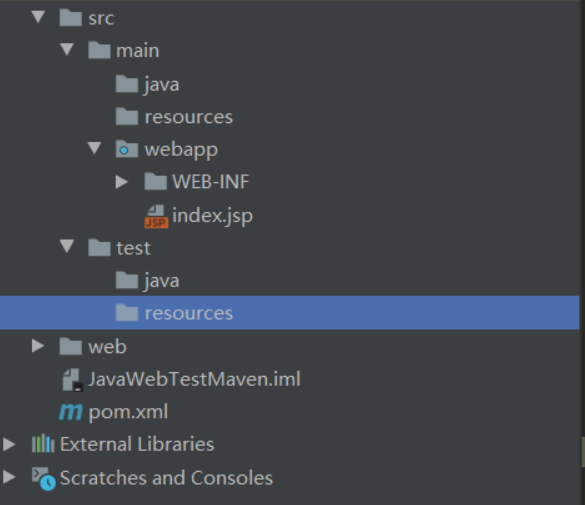 src
main
java
resources
webapp
WEB-INF
JSP index.jsp
test
java
resources
web
JavaWebTestMaven.iml
m pom.xml
External Libraries
Scratches and Consoles